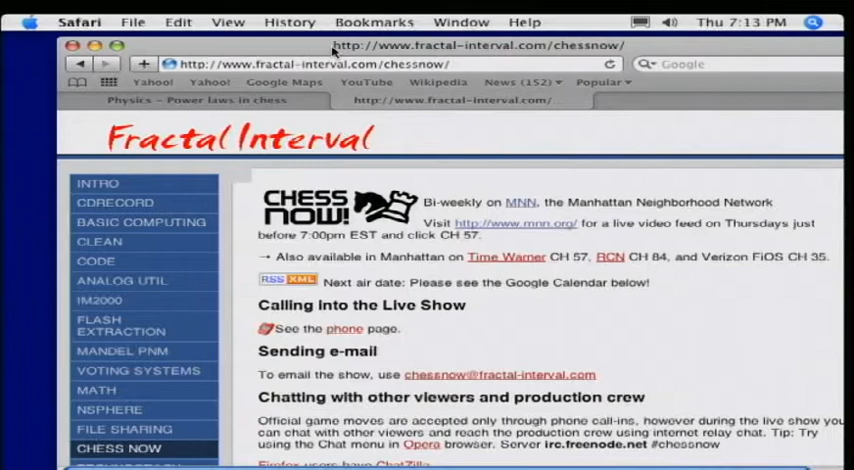 Safari File Edit View History Bookmarks Window Help Thu 7:13 PM
http://www.fractal-interval.com/chessnow/
http://www.fractal-interval.com/chessnow/ Google
Yahoo! Yahoo! Google Maps YouTube Wikipedia News (152) Popular
Physics - Power laws in chess http://www.fractal-interval.com/...
Fractal Interval
INTRO
CDRECORD
BASIC COMPUTING
CLEAN
CODE
ANALOG UTIL
IM2000
FLASH
EXTRACTION
MANDEL PNM
VOTING SYSTEMS
MATH
NSPHERE
FILE SHARING
CHESS NOW
CHESS
NOW!
Bi-weekly on MNN, the Manhattan Neighborhood Network
Visit http://www.mnn.org/ for a live video feed on Thursdays just
before 7:00pm EST and click CH 57.
→ Also available in Manhattan on Time Warner CH 57, RCN CH 84, and Verizon FiOS CH 35.
RSS XML Next air date: Please see the Google Calendar below!
Calling into the Live Show
See the phone page.
Sending e-mail
To email the show, use chessnow@fractal-interval.com
Chatting with other viewers and production crew
Official game moves are accepted only through phone call-ins, however during the live show you
can chat with other viewers and reach the production crew using internet relay chat. Tip: Try
using the Chat menu in Opera browser. Server irc.freenode.net #chessnow
Firefox users have ChatZilla